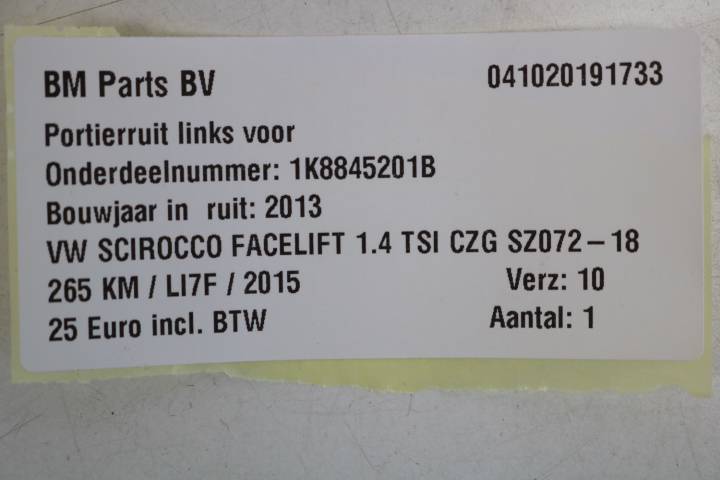 BM Parts BV 041020191733
Portierruit links voor
Onderdeelnummer: 1K8845201B
Bouwjaar in ruit: 2013
VW SCIROCCO FACELIFT 1.4 TSI CZG SZ072-18
265 KM / LI7F / 2015 Verz: 10
25 Euro incl. BTW Aantal: 1